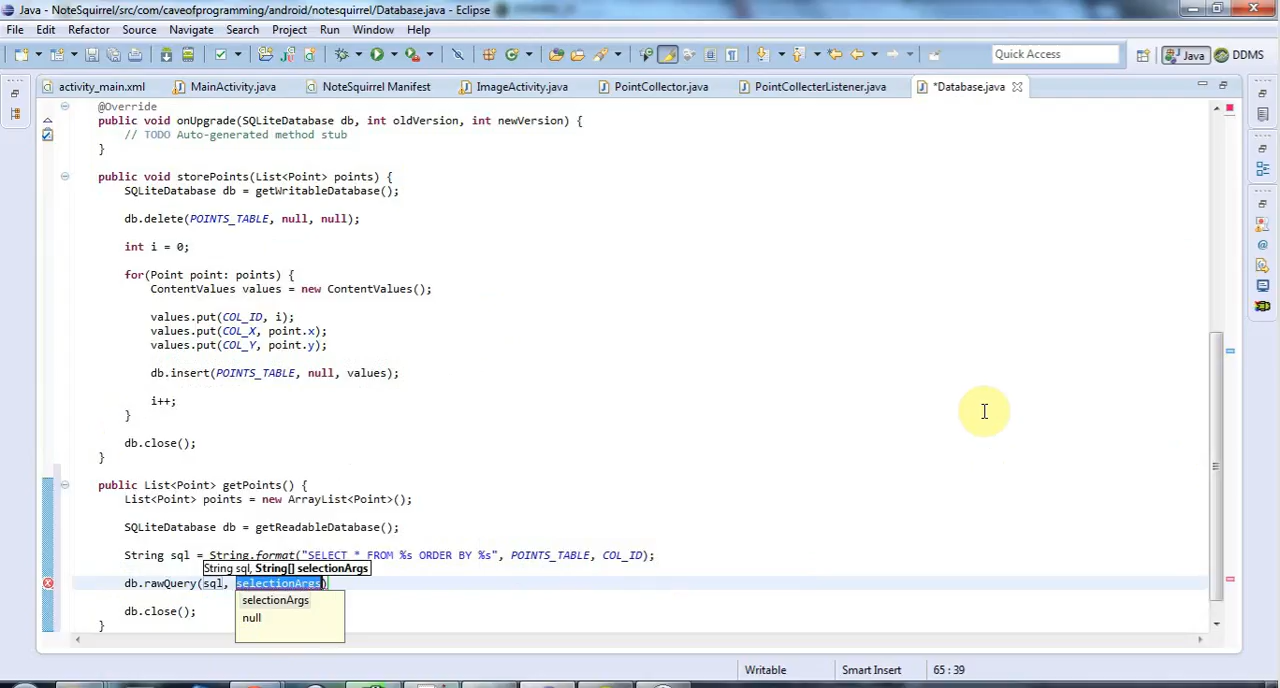 Java - NoteSquirrel/src/com/caveofprogramming/android/notesquirrel/Database.java - Eclipse
File Edit Refactor Source Navigate Search Project Run Window Help
Quick Access Java DDMS
activity_main.xml MainActivity.java NoteSquirrel Manifest ImageActivity.java PointCollector.java PointCollecterListener.java *Database.java
@Override
public void onUpgrade(SQLiteDatabase db, int oldVersion, int newVersion) {
// TODO Auto-generated method stub
}
public void storePoints(List<Point> points) {
SQLiteDatabase db = getWritableDatabase();
db.delete(POINTS_TABLE, null, null);
int i = 0;
for(Point point: points) {
ContentValues values = new ContentValues();
values.put(COL_ID, i);
values.put(COL_X, point.x);
values.put(COL_Y, point.y);
db.insert(POINTS_TABLE, null, values);
i++;
}
db.close();
}
public List<Point> getPoints() {
List<Point> points = new ArrayList<Point>();
SQLiteDatabase db = getReadableDatabase();
String sql = String.format("SELECT * FROM %s ORDER BY %s", POINTS_TABLE, COL_ID);
String sql, String[] selectionArgs
db.rawQuery(sql, selectionArgs)
selectionArgs
null
db.close();
}
Writable Smart Insert 65 : 39